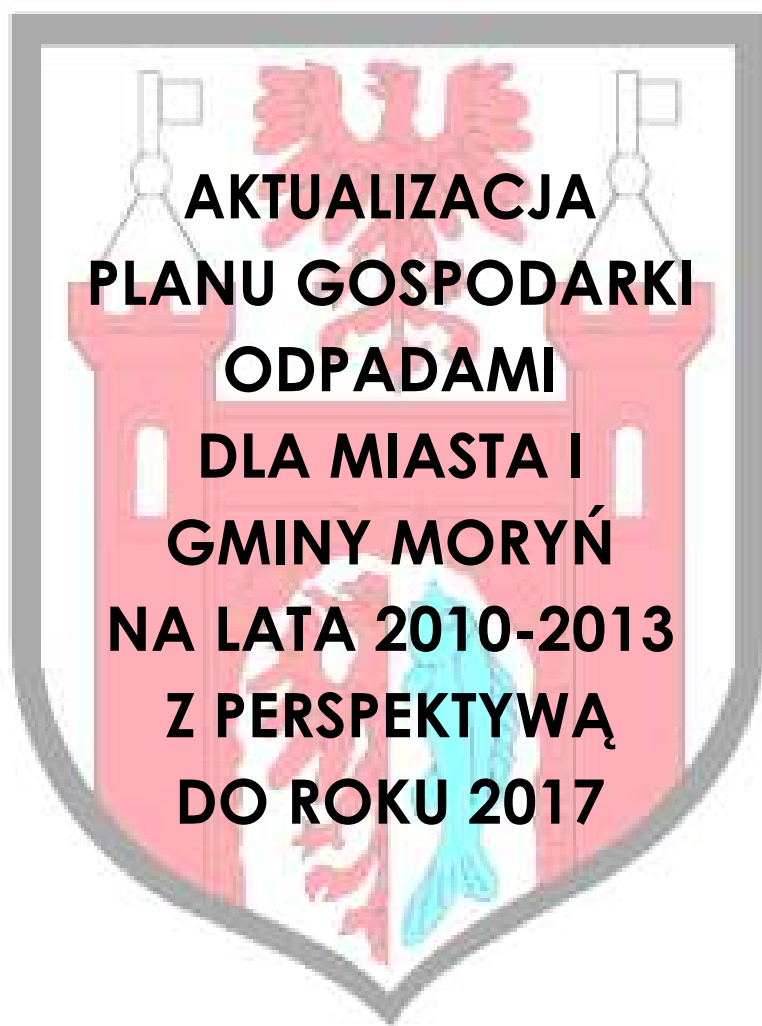 AKTUALIZACJA
PLANU GOSPODARKI
ODPADAMI
DLA MIASTA I
GMINY MORYŃ
NA LATA 2010-2013
Z PERSPEKTYWĄ
DO ROKU 2017